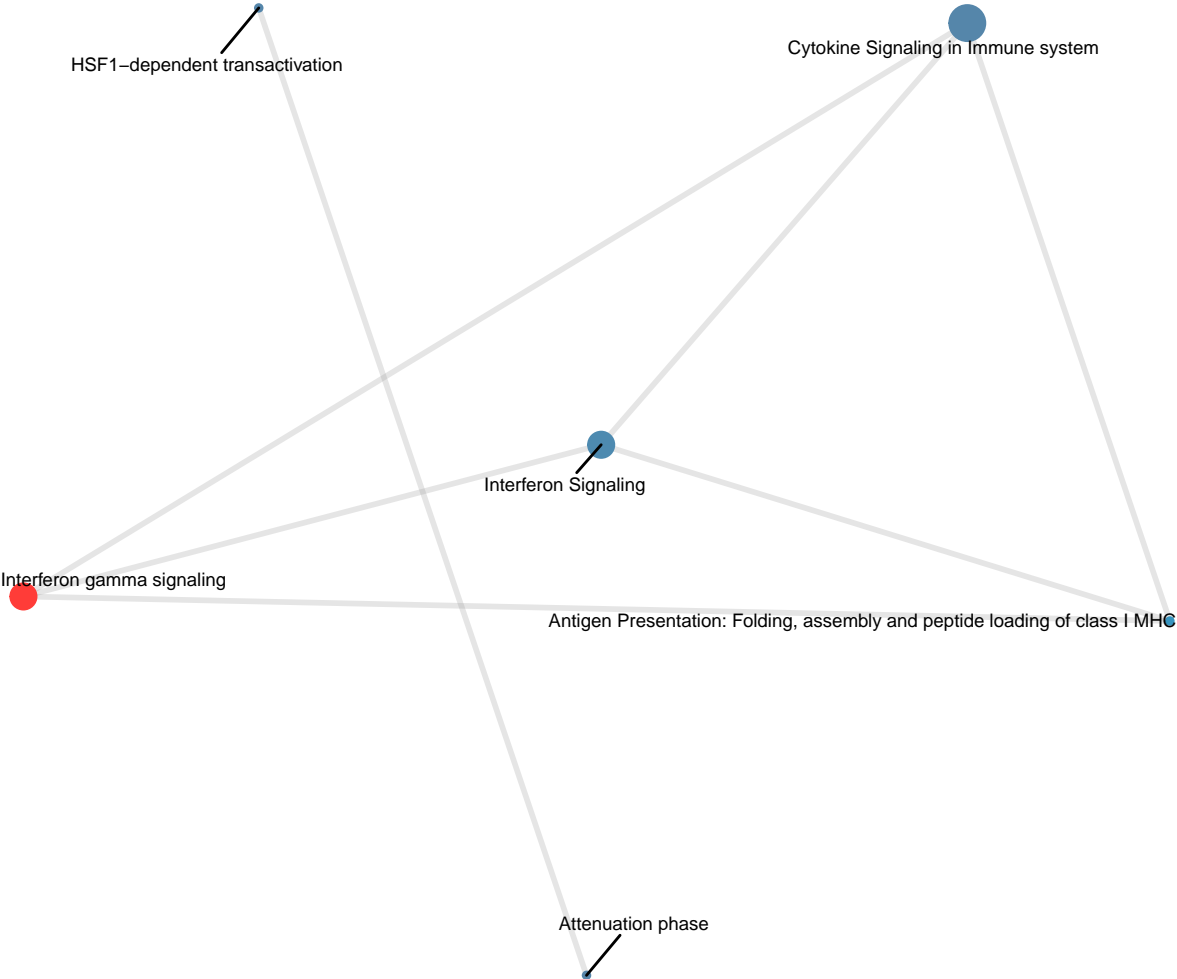 Cytokine Signaling in Immune system
HSF1−dependent transactivation
Interferon Signaling
Interferon gamma signaling
Antigen Presentation: Folding, assembly and peptide loading of class I MHC
Attenuation phase